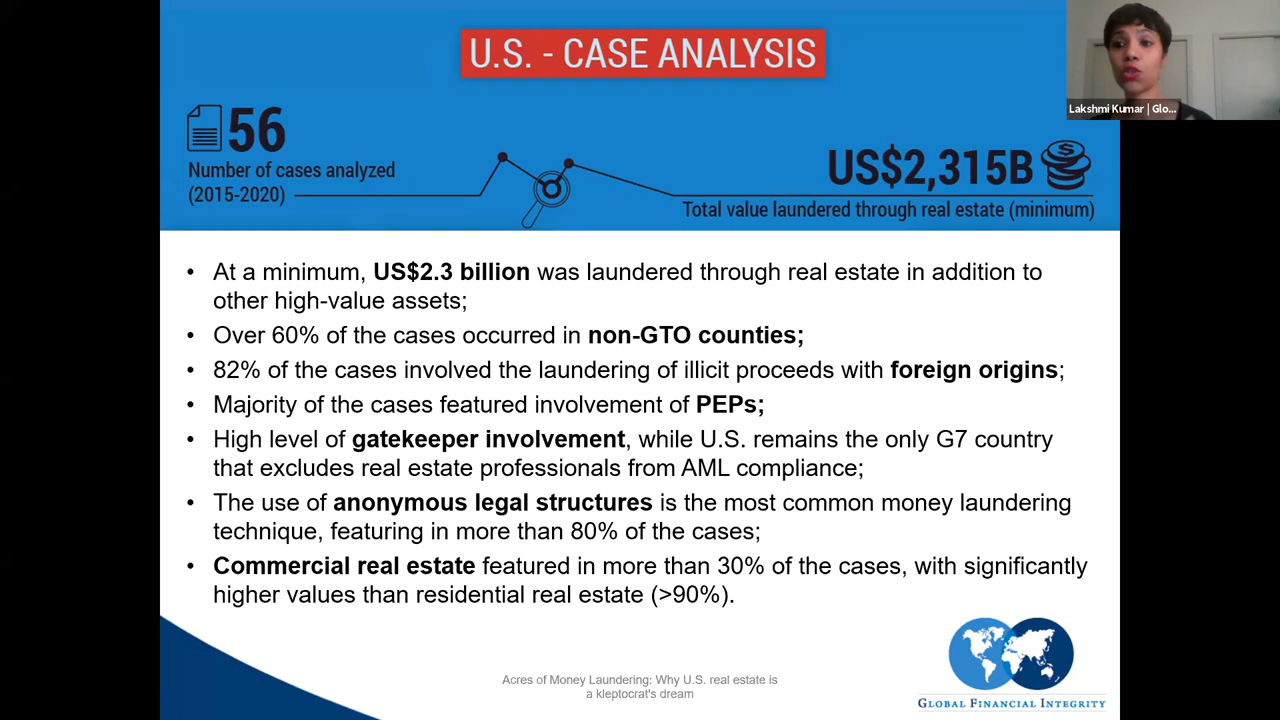 U.S. - CASE ANALYSIS
Lakshmi Kumar | Glo...
56
Number of cases analyzed
(2015-2020)
US$2,315B
Total value laundered through real estate (minimum)
• At a minimum, US$2.3 billion was laundered through real estate in addition to
other high-value assets;
• Over 60% of the cases occurred in non-GTO counties;
• 82% of the cases involved the laundering of illicit proceeds with foreign origins;
• Majority of the cases featured involvement of PEPs;
• High level of gatekeeper involvement, while U.S. remains the only G7 country
that excludes real estate professionals from AML compliance;
• The use of anonymous legal structures is the most common money laundering
technique, featuring in more than 80% of the cases;
• Commercial real estate featured in more than 30% of the cases, with significantly
higher values than residential real estate (>90%).
Acres of Money Laundering: Why U.S. real estate is
a kleptocrat's dream
GLOBAL FINANCIAL INTEGRITY